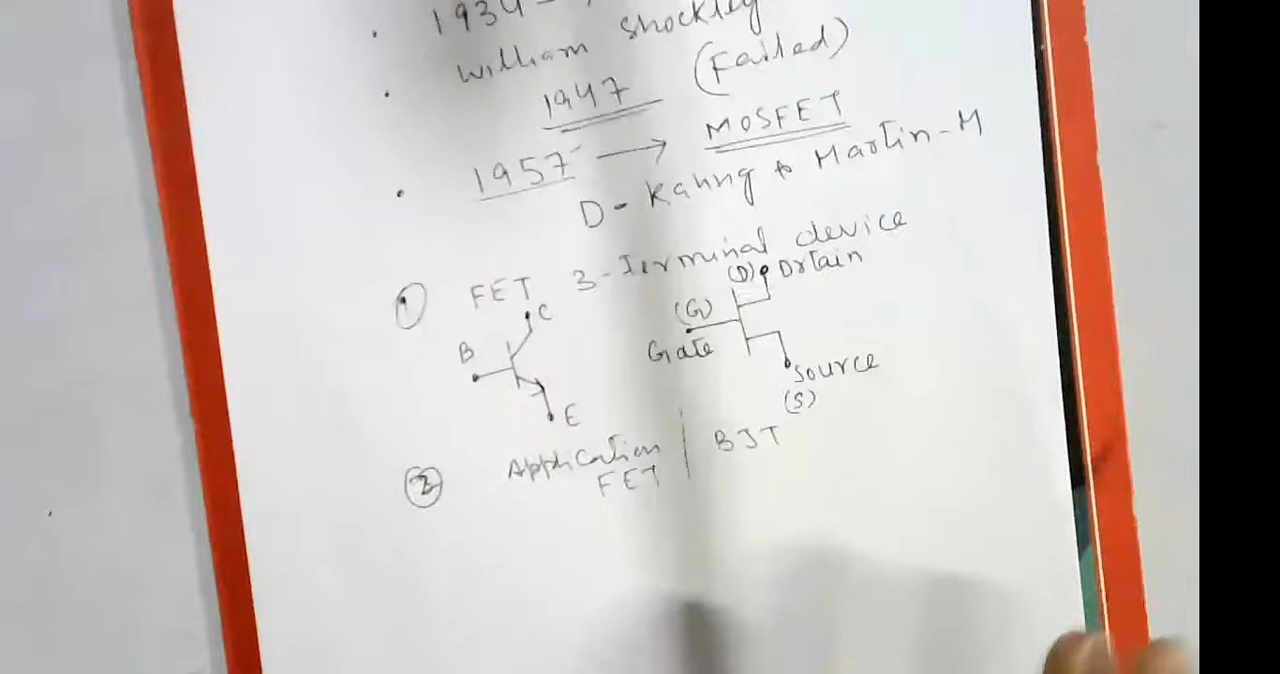 1934 -
William Shockley
1947 (Failed)
1957 → MOSFET
D - Kahng & Martin - M
1 FET 3-Terminal device
C
B
E
(D) Drain
(G)
Gate
Source
(S)
2 Application | BJT
FET